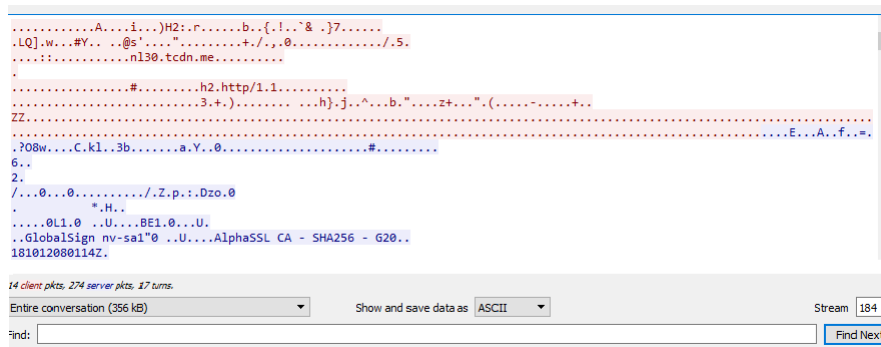 ............A....i...)H2:.r......b..{.!..`& .}7......
.LQ].w...#Y.. ..@s'....".........+./.,.0............./.5.
....::...........nl30.tcdn.me..........
.
.................#.........h2.http/1.1..........
...........................3.+.)........ ...h}.j..^...b."....z+...".(.....-.....+..
ZZ.........................................................................................................................
...........................................................................................................E...A..f..=.
.?O8w....C.kl..3b.......a.Y..0.....................#.........
6..
2.
/...0...0........../.Z.p.:.Dzo.0
. *.H..
.....0L1.0 ..U....BE1.0...U.
..GlobalSign nv-sa1"0 ..U....AlphaSSL CA - SHA256 - G20..
181012080114Z.
14 client pkts, 274 server pkts, 17 turns.
Entire conversation (356 kB) Show and save data as ASCII Stream 184
Find: Find Next